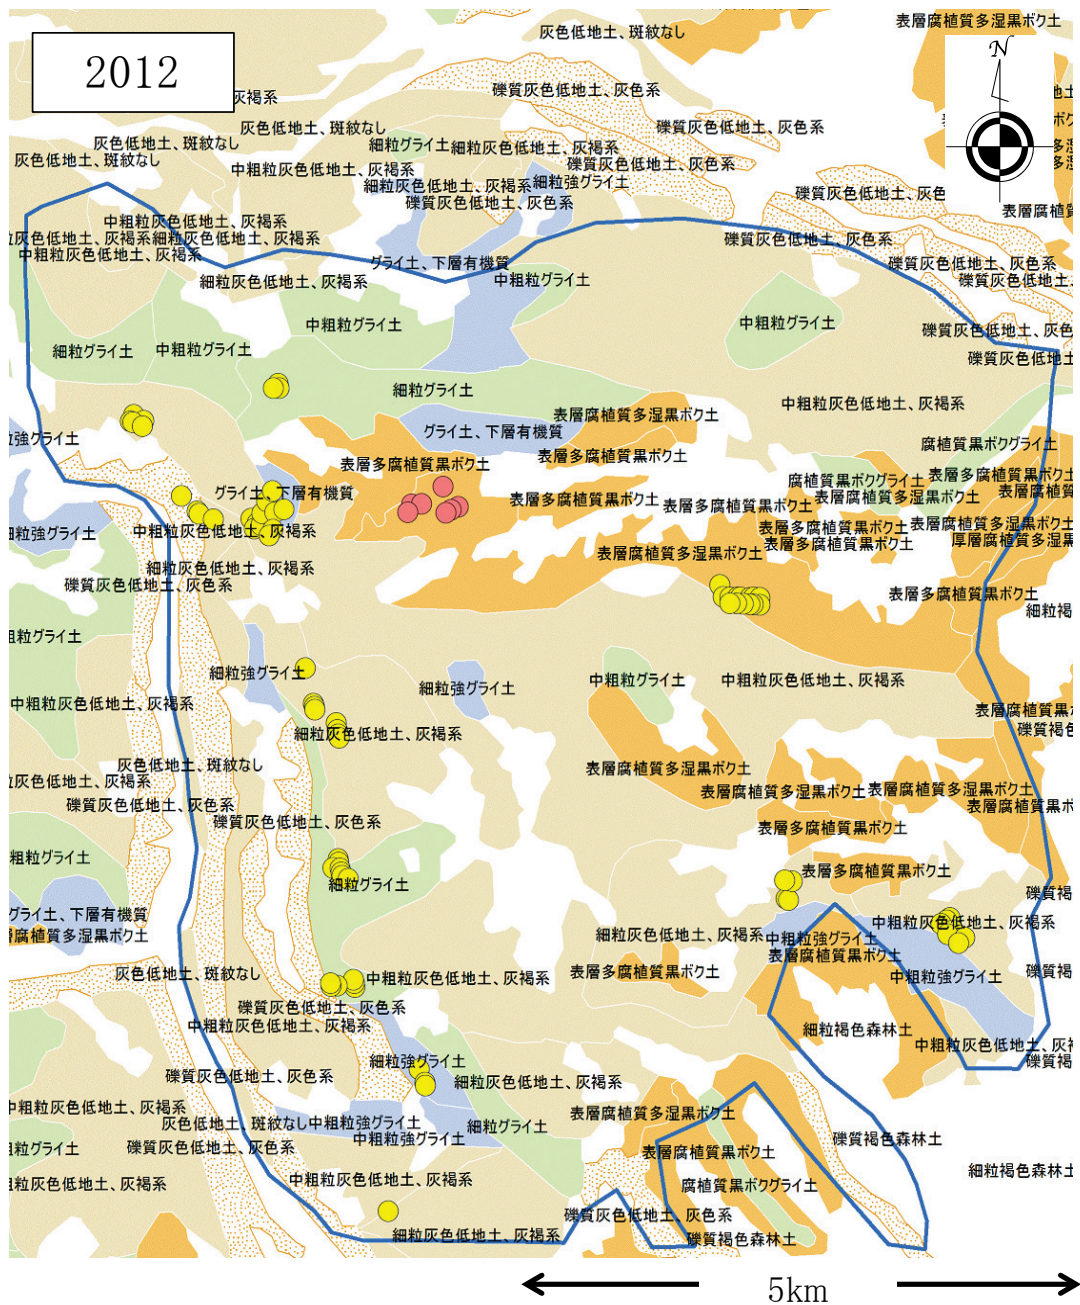 表層腐植質多湿黒ボク土
灰色低地土、斑紋なし
N
2012
礫質灰色低地土、灰色系
灰褐系
灰色低地土、斑紋なし
礫質灰色低地土、灰色系
灰色低地土、斑紋なし
細粒グライ土
細粒灰色低地土、灰褐系
灰色低地土、斑紋なし
礫質灰色低地土、灰色系
中粗粒灰色低地土、灰褐系
細粒灰色低地土、灰褐系
細粒強グライ土
礫質灰色低地土、灰色
礫質灰色低地土、灰色系
表層腐植質
中粗粒灰色低地土、灰褐系
粒灰色低地土、灰褐系
細粒灰色低地土、灰褐系
礫質灰色低地土、灰色系
中粗粒灰色低地土、灰褐系
グライ土、下層有機質
礫質灰色低地土、灰色系
細粒灰色低地土、灰褐系
中粗粒グライ土
礫質灰色低地土、
中粗粒グライ土
中粗粒グライ土
礫質灰色低地土、灰色
細粒グライ土
中粗粒グライ土
礫質灰色低地土
細粒グライ土
中粗粒灰色低地土、灰褐系
表層腐植質多湿黒ボク土
粒強グライ土
グライ土、下層有機質
腐植質黒ボクグライ土
表層多腐植質黒ボク土
表層腐植質黒ボク土
腐植質黒ボクグライ土
表層多腐植質黒ボク土
グライ土、下層有機質
表層多腐植質黒ボク土
表層多腐植質黒ボク土
表層腐植質多湿黒ボク土
表層腐植質
細粒強グライ土
中粗粒灰色低地土、灰褐系
表層多腐植質黒ボク土
表層腐植質多湿黒ボク土
表層腐植質多湿黒ボク土
表層多腐植質黒ボク土
厚層腐植質多湿黒
細粒灰色低地土、灰褐系
礫質灰色低地土、灰色系
表層多腐植質黒ボク土
細粒褐
粗粒グライ土
細粒強グライ土
細粒強グライ土
中粗粒グライ土
中粗粒灰色低地土、灰褐系
中粗粒灰色低地土、灰褐系
表層腐植質黒ボ
細粒灰色低地土、灰褐系
礫質褐色
灰色低地土、斑紋なし
表層腐植質多湿黒ボク土
粒灰色低地土、灰褐系
表層腐植質多湿黒ボク土
表層腐植質多湿黒ボク土
礫質灰色低地土、灰色系
表層腐植質黒ボ
礫質灰色低地土、灰色系
表層多腐植質黒ボク土
中粗粒グライ土
表層多腐植質黒ボク土
細粒グライ土
礫質褐
グライ土、下層有機質
中粗粒灰色低地土、灰褐系
層腐植質多湿黒ボク土
細粒灰色低地土、灰褐系
中粗粒強グライ土
表層腐植質黒ボク土
灰色低地土、斑紋なし
中粗粒灰色低地土、灰褐系
表層多腐植質黒ボク土
中粗粒強グライ土
礫質褐
礫質灰色低地土、灰色系
中粗粒灰色低地土、灰褐系
細粒褐色森林土
中粗粒灰色低地土、灰褐
礫質褐
細粒強グライ土
礫質灰色低地土、灰色系
細粒灰色低地土、灰褐系
中粗粒灰色低地土、灰褐系
表層腐植質多湿黒ボク土
灰色低地土、斑紋なし
中粗粒強グライ土
細粒グライ土
中粗粒強グライ土
礫質褐色森林土
粗粒グライ土
礫質灰色低地土、灰色系
表層腐植質黒ボク土
細粒褐色森林土
粒灰色低地土、灰褐系
中粗粒灰色低地土、灰褐系
腐植質黒ボクグライ土
礫質灰色低地土、灰色系
細粒灰色低地土、灰褐系
礫質褐色森林土
5km